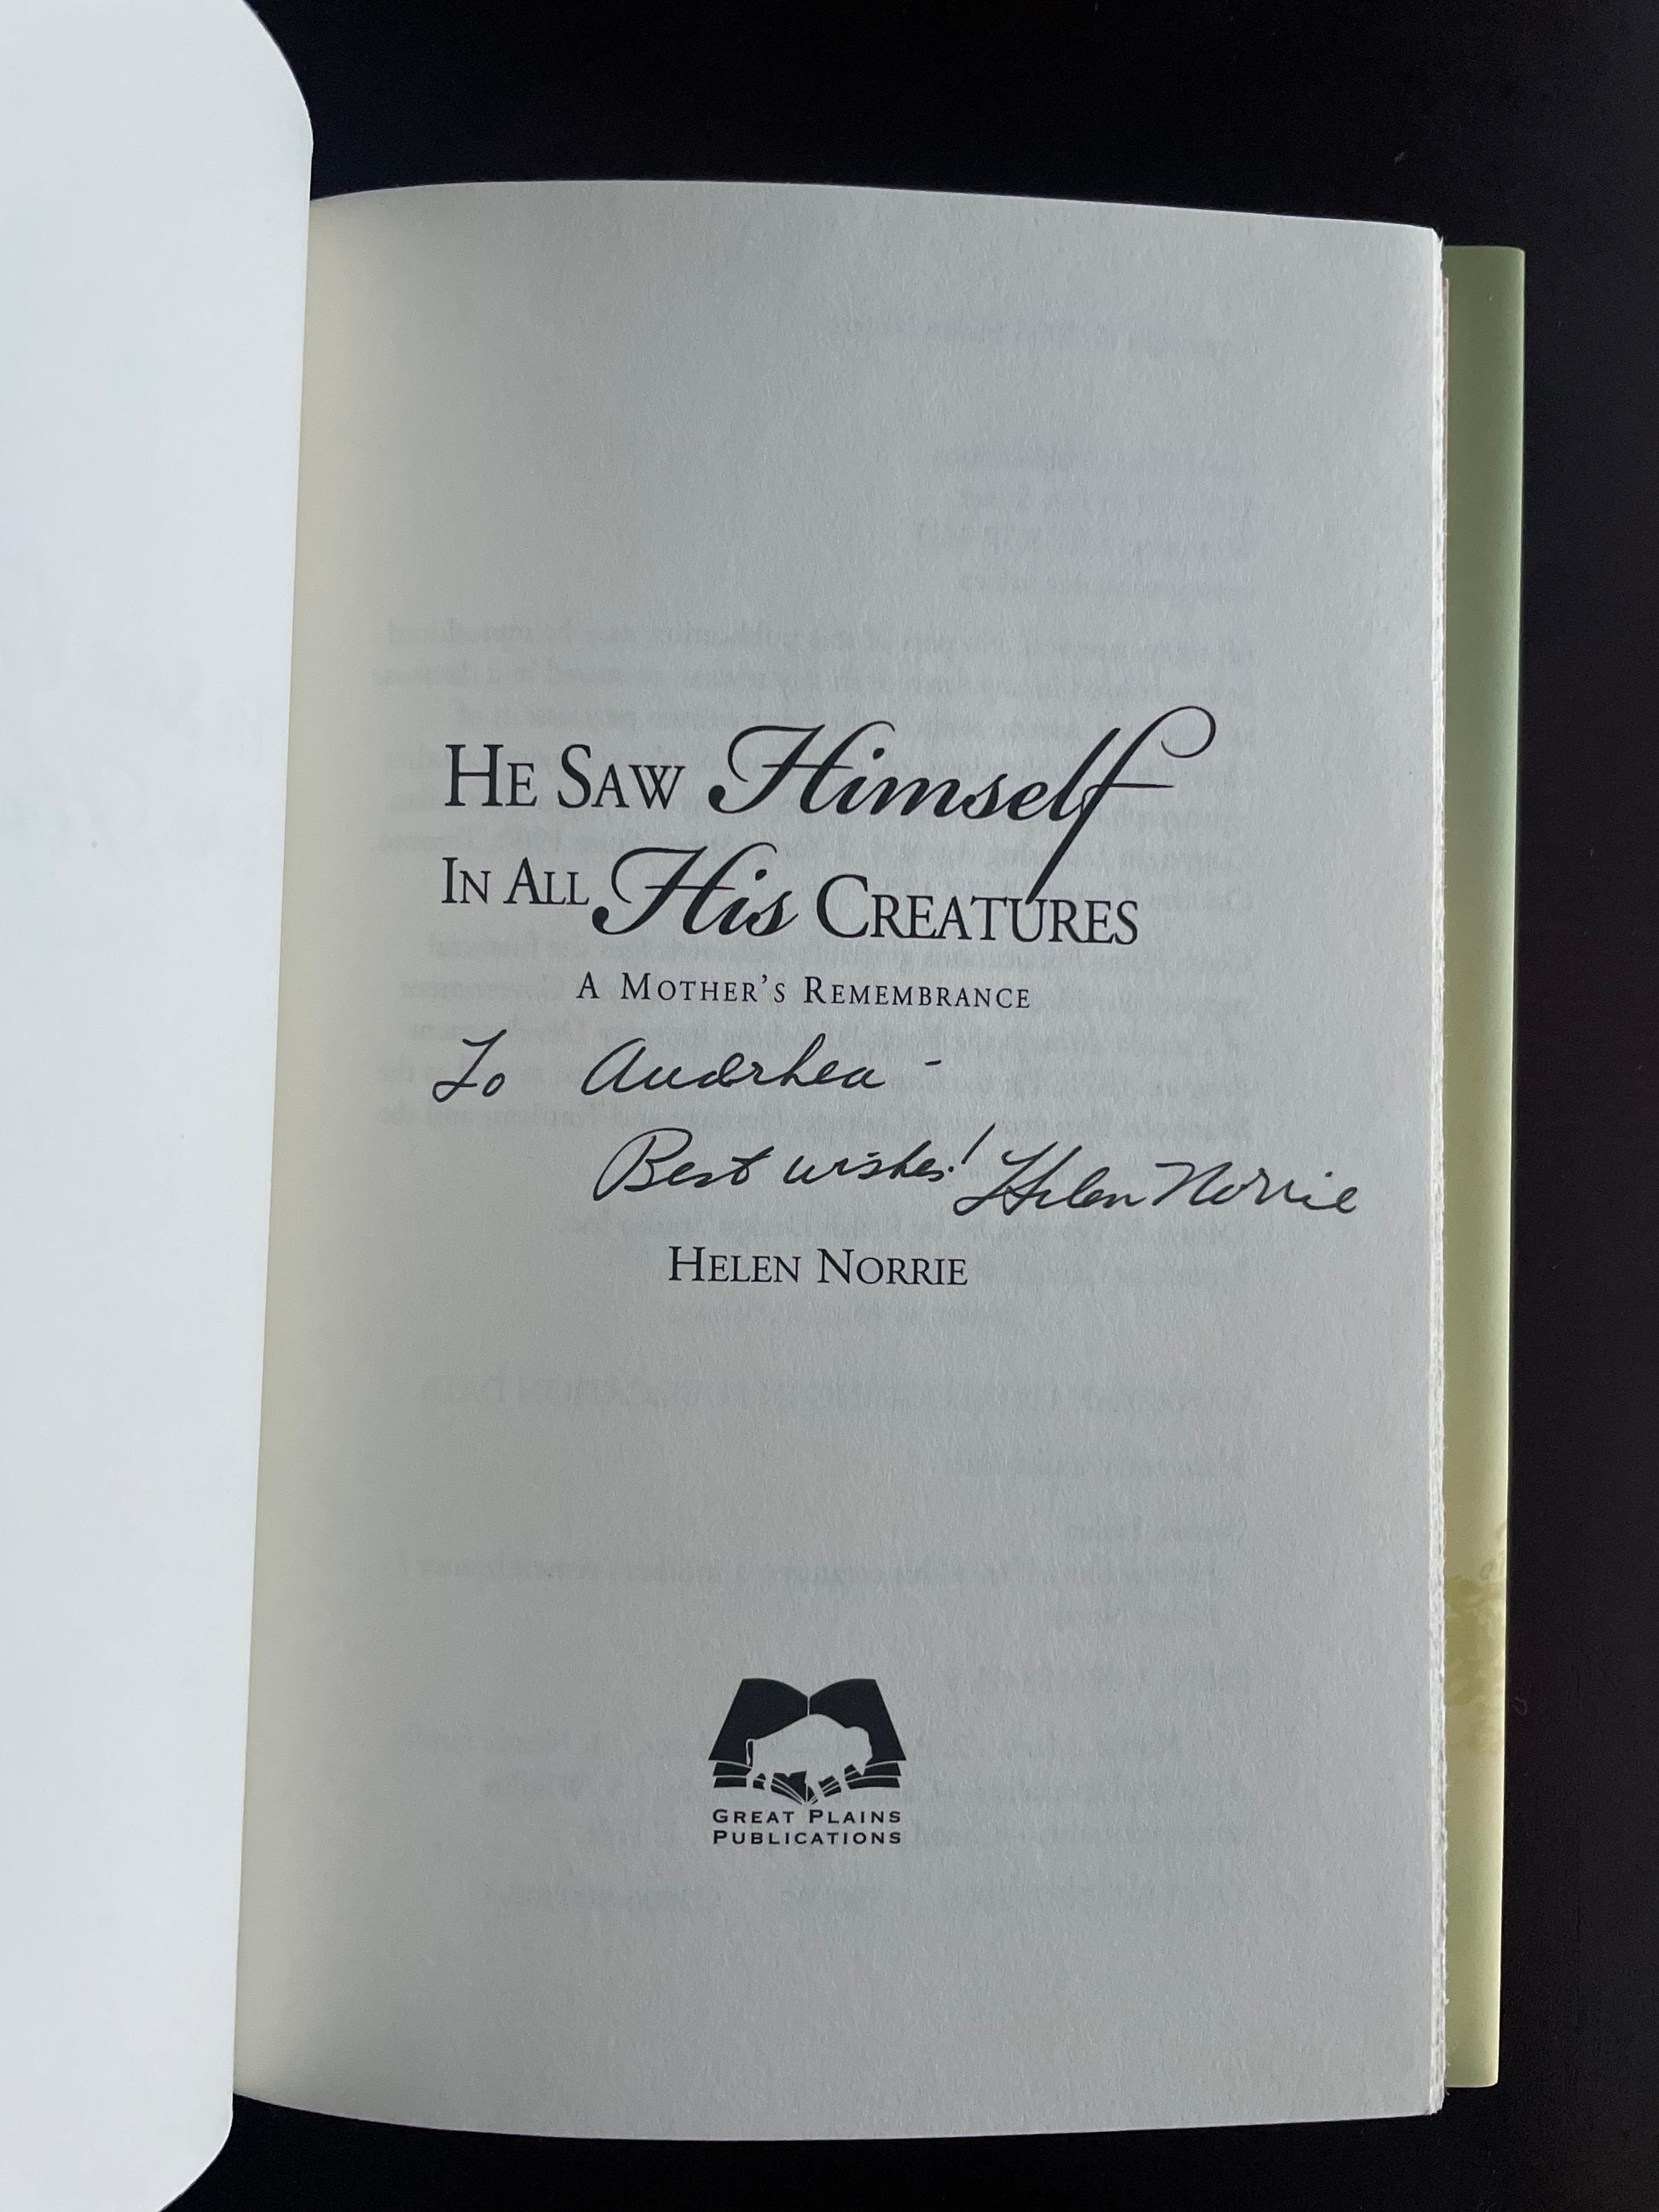 HE SAW Himself
IN ALL His CREATURES
A MOTHER'S REMEMBRANCE
To Audrhea -
Best wishes! Helen Norrie
HELEN NORRIE
GREAT PLAINS
PUBLICATIONS